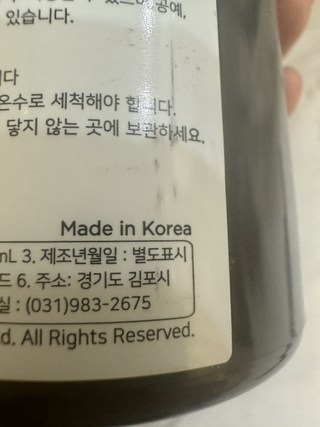 있습니다.
온수로 세척해야 합니다.
닿지 않는 곳에 보관하세요.
Made in Korea
mL 3. 제조년월일 : 별도표시
드 6. 주소: 경기도 김포시
실 : (031)983-2675
d. All Rights Reserved.